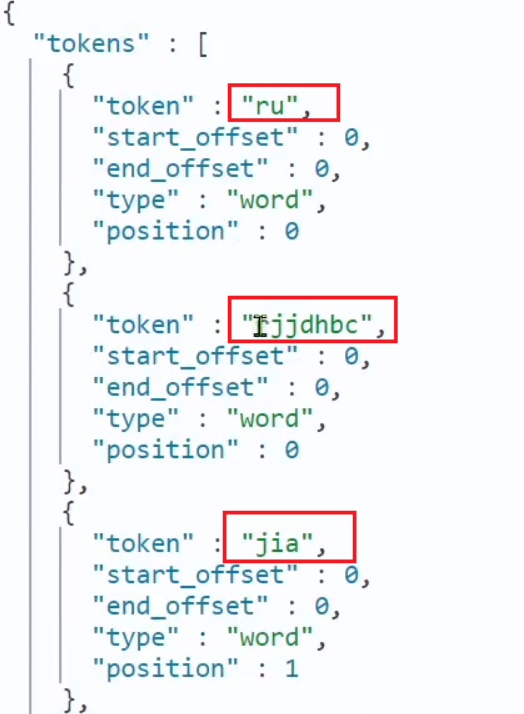 {
"tokens" : [
{
"token" : "ru",
"start_offset" : 0,
"end_offset" : 0,
"type" : "word",
"position" : 0
},
{
"token" : "rjjdhbc",
"start_offset" : 0,
"end_offset" : 0,
"type" : "word",
"position" : 0
},
{
"token" : "jia",
"start_offset" : 0,
"end_offset" : 0,
"type" : "word",
"position" : 1
},